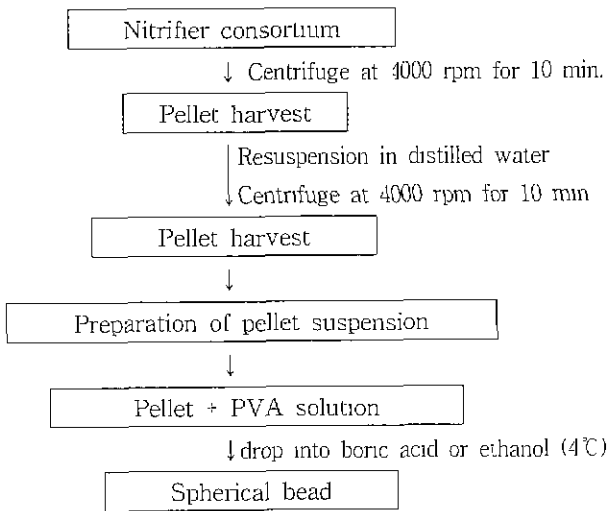 Nitrifier consortium
↓ Centrifuge at 4000 rpm for 10 min.
Pellet harvest
Resuspension in distilled water
↓ Centrifuge at 4000 rpm for 10 min
Pellet harvest
↓
Preparation of pellet suspension
↓
Pellet + PVA solution
↓ drop into boric acid or ethanol (4℃)
Spherical bead